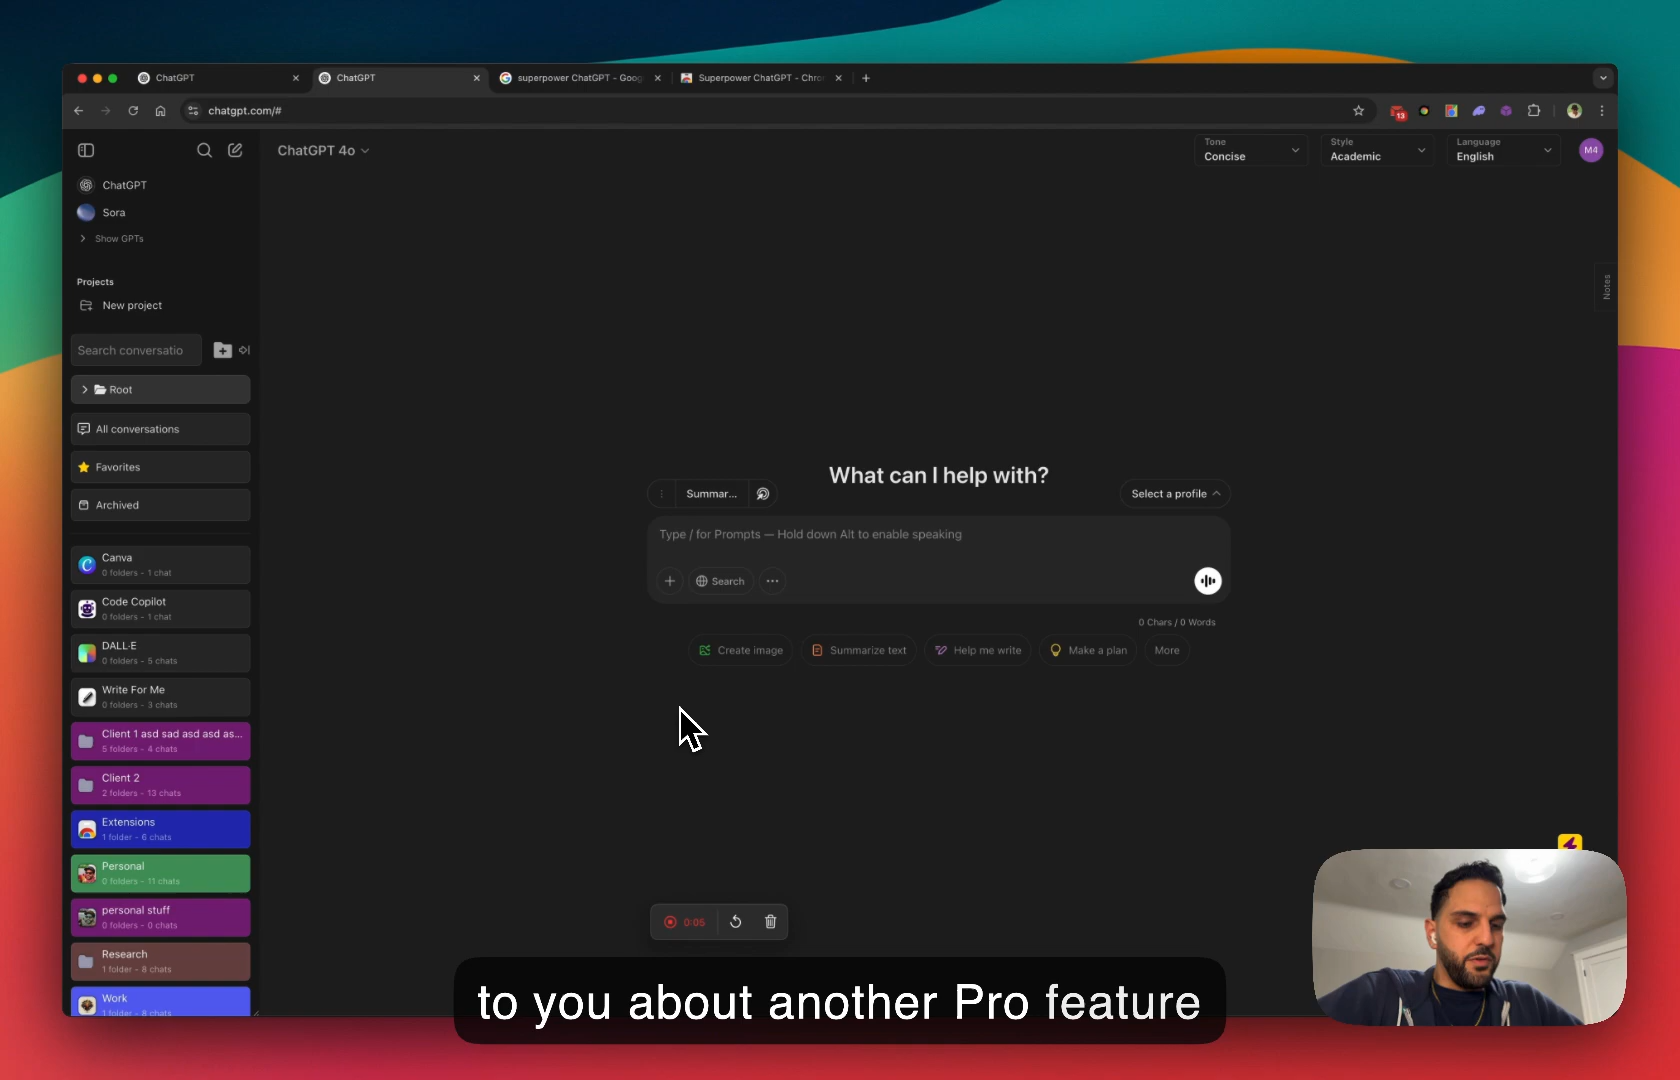 ChatGPT
ChatGPT
superpower ChatGPT - Goog
Superpower ChatGPT - Chro
chatgpt.com/#
13
ChatGPT 4o
Tone
Concise
Style
Academic
Language
English
M4
ChatGPT
Sora
Show GPTs
Projects
New project
Search conversatio
Root
All conversations
Favorites
Archived
Canva
0 folders - 1 chat
Code Copilot
0 folders - 1 chat
DALL·E
0 folders - 5 chats
Write For Me
0 folders - 3 chats
Client 1 asd sad asd asd as...
5 folders - 4 chats
Client 2
2 folders - 13 chats
Extensions
1 folder - 6 chats
Personal
0 folders - 11 chats
personal stuff
0 folders - 0 chats
Research
1 folder - 8 chats
Work
1 folder - 8 chats
Notes
What can I help with?
Summar...
Select a profile
Type / for Prompts — Hold down Alt to enable speaking
Search
0 Chars / 0 Words
Create image
Summarize text
Help me write
Make a plan
More
0:05
to you about another Pro feature